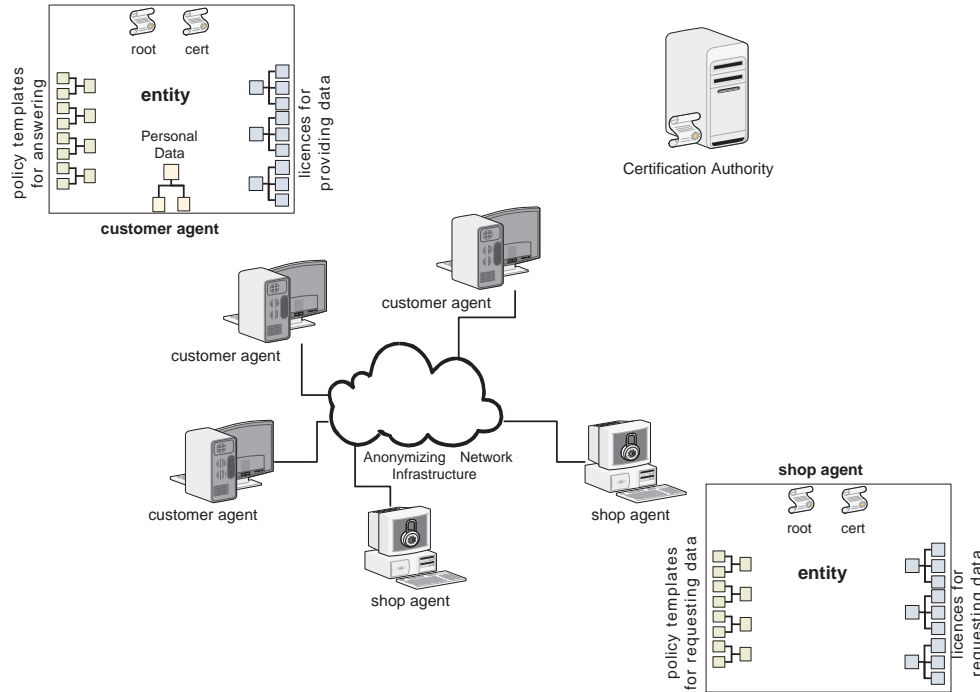 root
cert
entity
Personal
Data
policy templates
for answering
licences for
providing data
customer agent
Certification Authority
customer agent
customer agent
customer agent
Anonymizing Network
Infrastructure
shop agent
shop agent
shop agent
root
cert
entity
policy templates
for requesting data
licences for
requesting data